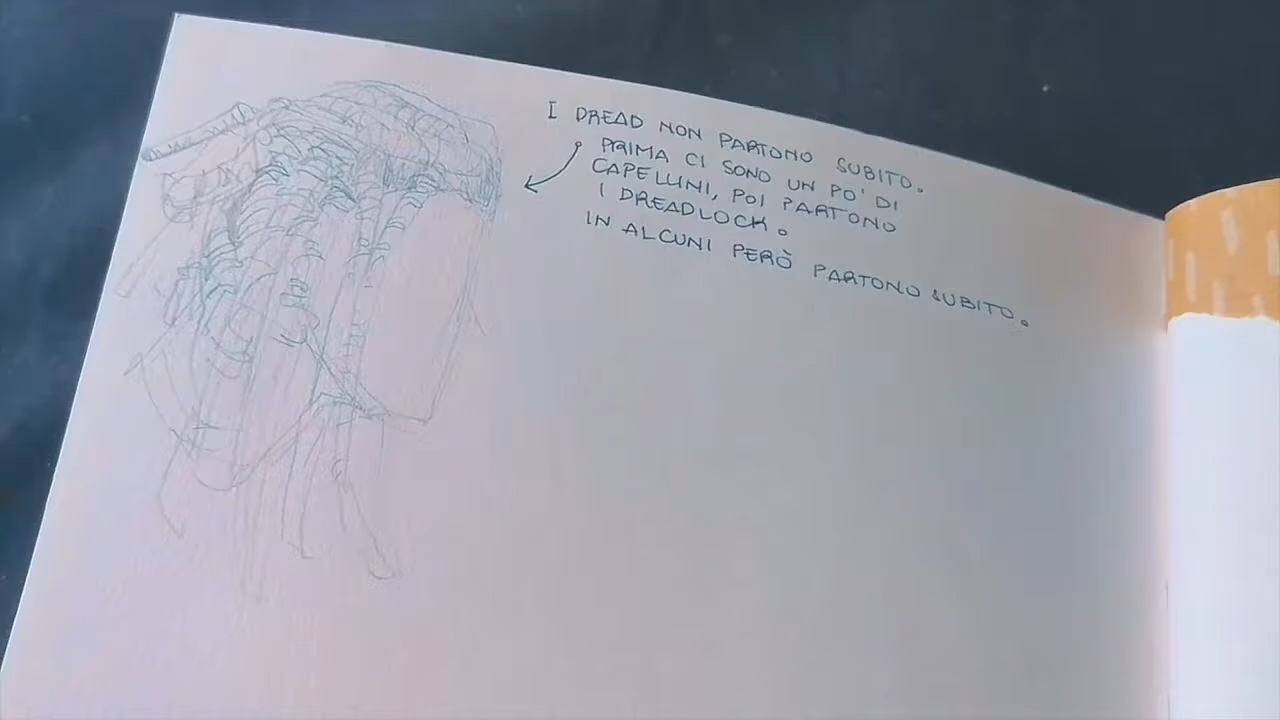 I DREAD NON PARTONO SUBITO.
PRIMA CI SONO UN PO' DI
CAPELLINI, POI PARTONO
I DREADLOCK.
IN ALCUNI PERÒ PARTONO SUBITO.